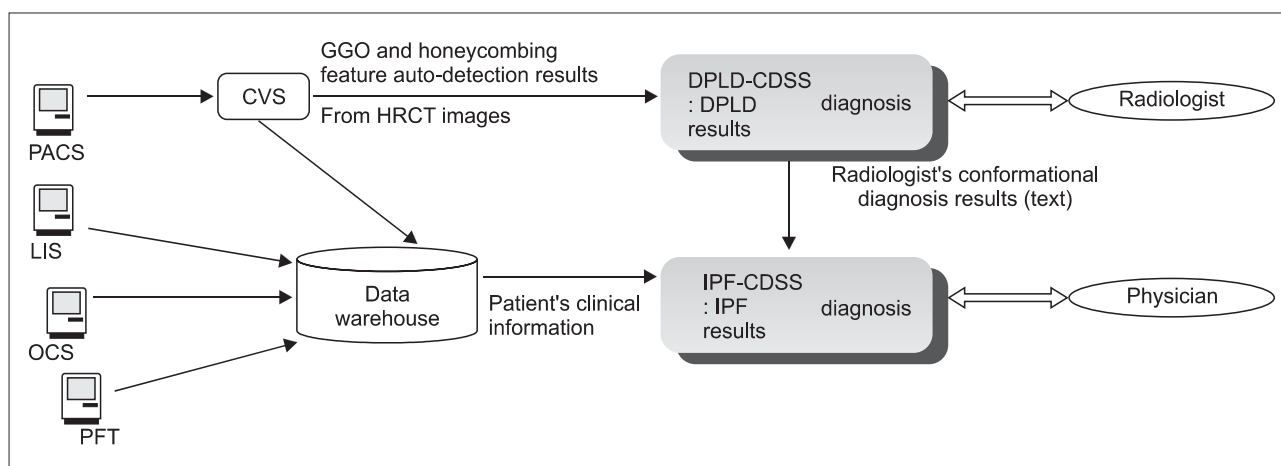 GGO and honeycombing
feature auto-detection results
From HRCT images
PACS
CVS
DPLD-CDSS
: DPLD diagnosis
results
Radiologist
Radiologist's conformational
diagnosis results (text)
LIS
OCS
PFT
Data
warehouse
Patient's clinical
information
IPF-CDSS
: IPF diagnosis
results
Physician